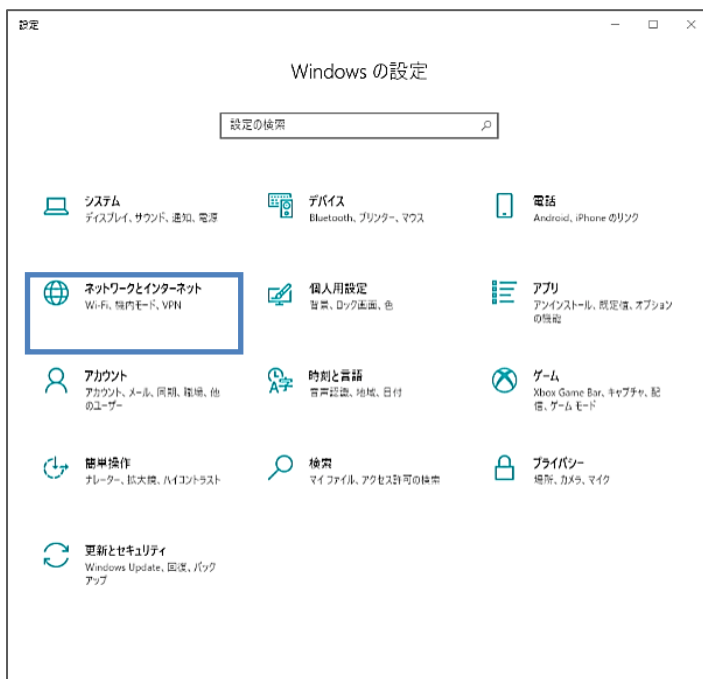 設定
Windows の設定
設定の検索
システム
ディスプレイ、サウンド、通知、電源
デバイス
Bluetooth、プリンター、マウス
電話
Android、iPhone のリンク
ネットワークとインターネット
Wi-Fi、機内モード、VPN
個人用設定
背景、ロック画面、色
アプリ
アンインストール、既定値、オプション
の機能
アカウント
アカウント、メール、同期、職場、他
のユーザー
時刻と言語
音声認識、地域、日付
ゲーム
Xbox Game Bar、キャプチャ、配
信、ゲーム モード
簡単操作
ナレーター、拡大鏡、ハイコントラスト
検索
マイ ファイル、アクセス許可の検索
プライバシー
場所、カメラ、マイク
更新とセキュリティ
Windows Update、回復、バック
アップ